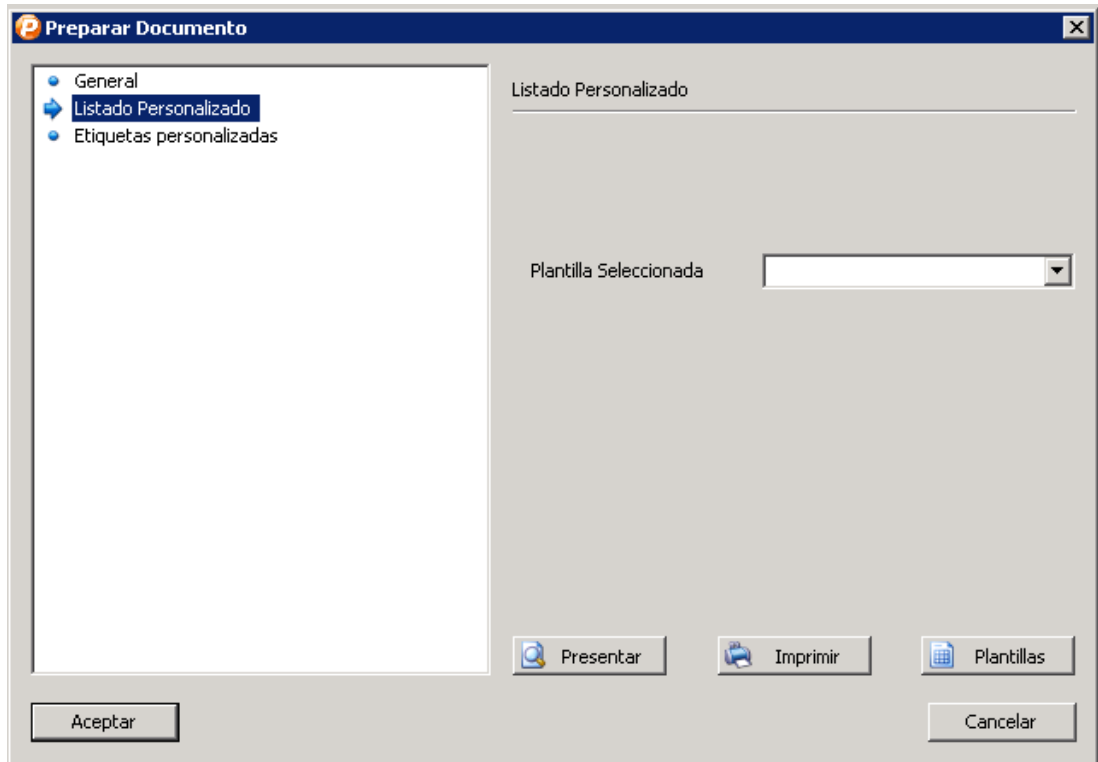 Preparar Documento
General
Listado Personalizado
Etiquetas personalizadas
Listado Personalizado
Plantilla Seleccionada
Presentar
Imprimir
Plantillas
Aceptar
Cancelar